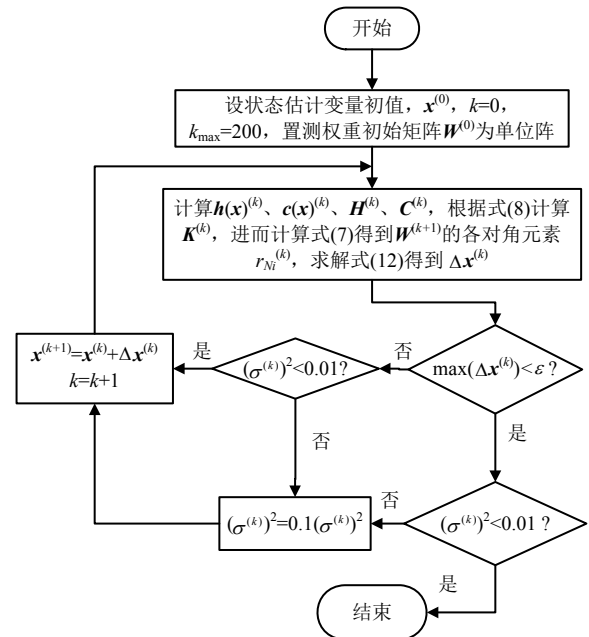 开始
设状态估计变量初值，x^(0)，k=0，
k_max=200，置测权重初始矩阵W^(0)为单位阵
计算h(x)^(k)、c(x)^(k)、H^(k)、C^(k)，根据式(8)计算
K^(k)，进而计算式(7)得到W^(k+1)的各对角元素
r_Ni^(k)，求解式(12)得到 Δx^(k)
x^(k+1)=x^(k)+Δx^(k)
k=k+1
是
(σ^(k))^2<0.01?
否
max(Δx^(k))<ε ?
否
是
(σ^(k))^2=0.1(σ^(k))^2
否
(σ^(k))^2<0.01 ?
是
结束